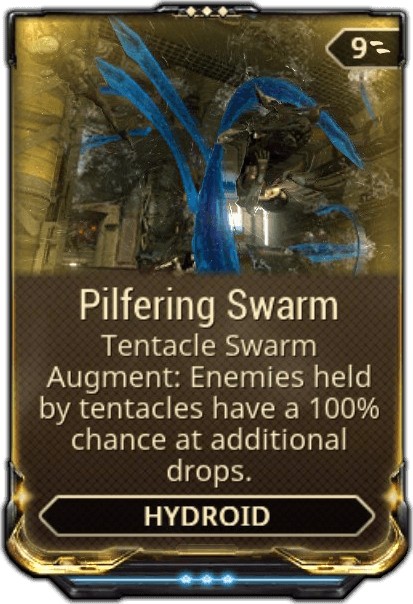 9
Pilfering Swarm
Tentacle Swarm
Augment: Enemies held
by tentacles have a 100%
chance at additional
drops.
HYDROID